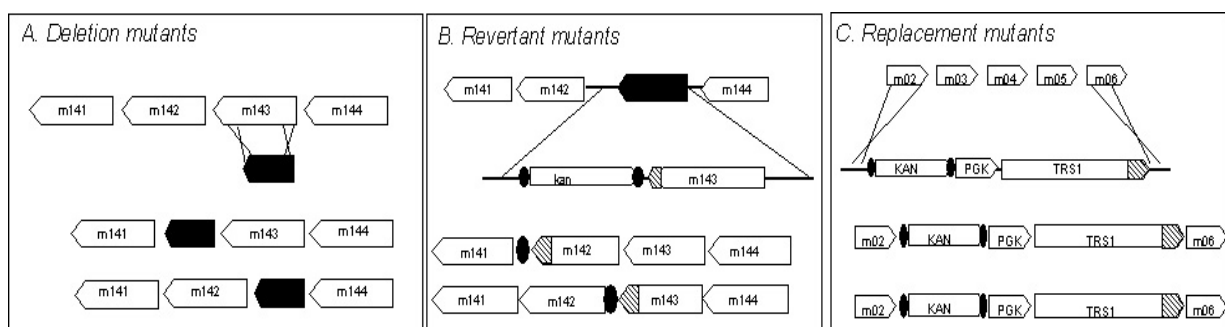 A. Deletion mutants
m141 m142 m143 m144
m141 m143 m144
m141 m142 m144
B. Revertant mutants
m141 m142 m144
kan m143
m141 m142 m143 m144
m141 m142 m143 m144
C. Replacement mutants
m02 m03 m04 m05 m06
KAN PGK TRS1
m02 KAN PGK TRS1 m06
m02 KAN PGK TRS1 m06